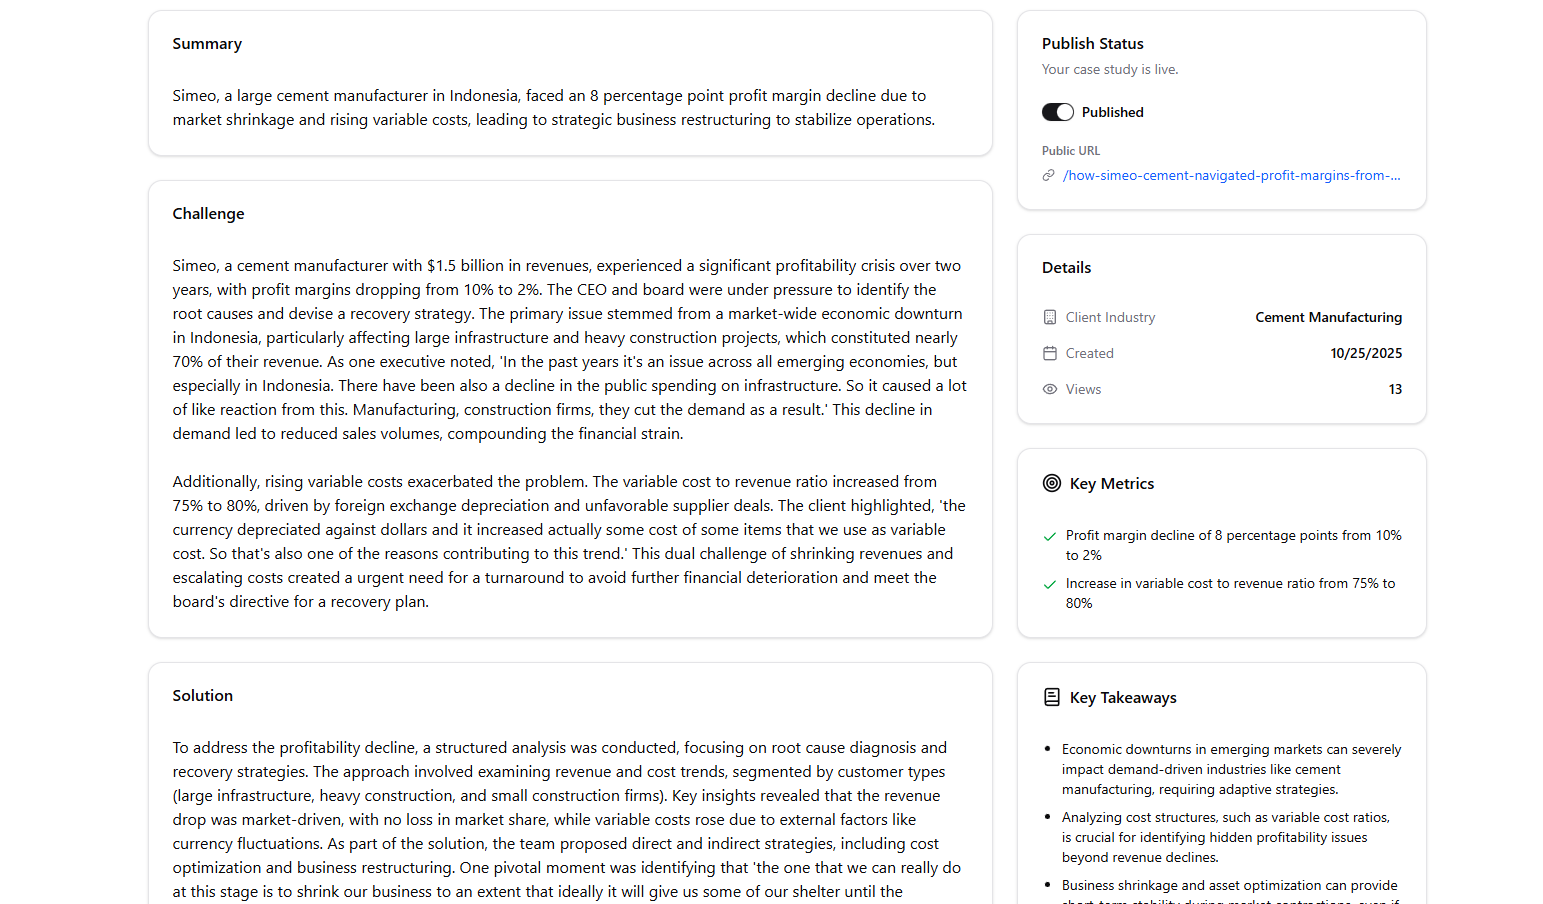 Summary
Simeo, a large cement manufacturer in Indonesia, faced an 8 percentage point profit margin decline due to
market shrinkage and rising variable costs, leading to strategic business restructuring to stabilize operations.
Challenge
Simeo, a cement manufacturer with $1.5 billion in revenues, experienced a significant profitability crisis over two
years, with profit margins dropping from 10% to 2%. The CEO and board were under pressure to identify the
root causes and devise a recovery strategy. The primary issue stemmed from a market-wide economic downturn
in Indonesia, particularly affecting large infrastructure and heavy construction projects, which constituted nearly
70% of their revenue. As one executive noted, 'In the past years it's an issue across all emerging economies, but
especially in Indonesia. There have been also a decline in the public spending on infrastructure. So it caused a lot
of like reaction from this. Manufacturing, construction firms, they cut the demand as a result.' This decline in
demand led to reduced sales volumes, compounding the financial strain.
Additionally, rising variable costs exacerbated the problem. The variable cost to revenue ratio increased from
75% to 80%, driven by foreign exchange depreciation and unfavorable supplier deals. The client highlighted, 'the
currency depreciated against dollars and it increased actually some cost of some items that we use as variable
cost. So that's also one of the reasons contributing to this trend.' This dual challenge of shrinking revenues and
escalating costs created a urgent need for a turnaround to avoid further financial deterioration and meet the
board's directive for a recovery plan.
Solution
To address the profitability decline, a structured analysis was conducted, focusing on root cause diagnosis and
recovery strategies. The approach involved examining revenue and cost trends, segmented by customer types
(large infrastructure, heavy construction, and small construction firms). Key insights revealed that the revenue
drop was market-driven, with no loss in market share, while variable costs rose due to external factors like
currency fluctuations. As part of the solution, the team proposed direct and indirect strategies, including cost
optimization and business restructuring. One pivotal moment was identifying that 'the one that we can really do
at this stage is to shrink our business to an extent that ideally it will give us some of our shelter until the
Publish Status
Your case study is live.
Published
Public URL
/how-simeo-cement-navigated-profit-margins-from-...
Details
Client Industry Cement Manufacturing
Created 10/25/2025
Views 13
Key Metrics
Profit margin decline of 8 percentage points from 10%
to 2%
Increase in variable cost to revenue ratio from 75% to
80%
Key Takeaways
• Economic downturns in emerging markets can severely
impact demand-driven industries like cement
manufacturing, requiring adaptive strategies.
• Analyzing cost structures, such as variable cost ratios,
is crucial for identifying hidden profitability issues
beyond revenue declines.
• Business shrinkage and asset optimization can provide